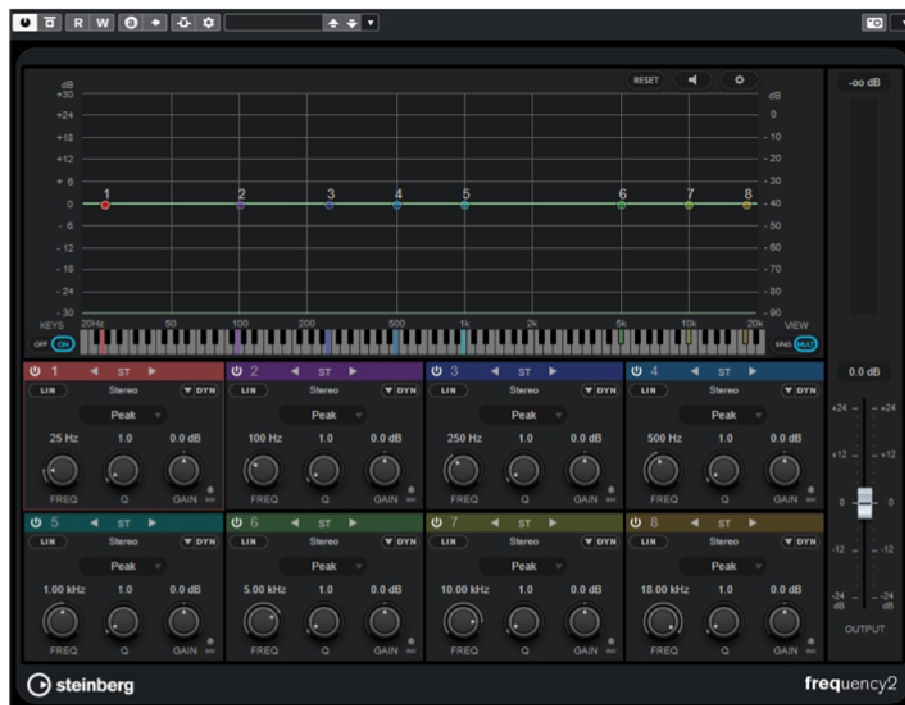 R W
RESET
-∞ dB
dB dB
+30
+24 0
+18 - 10
+12 - 20
+ 6 - 30
1 2 3 4 5 6 7 8
0 - 40
- 6 - 50
- 12 - 60
- 18 - 70
- 24 - 80
- 30 - 90
KEYS 20Hz 50 100 200 500 1k 2k 5k 10k 20k VIEW
OFF ON SING MULT
1 ST 2 ST 3 ST 4 ST 0.0 dB
LIN Stereo DYN LIN Stereo DYN LIN Stereo DYN LIN Stereo DYN
Peak Peak Peak Peak
25 Hz 1.0 0.0 dB 100 Hz 1.0 0.0 dB 250 Hz 1.0 0.0 dB 500 Hz 1.0 0.0 dB
FREQ Q GAIN INV FREQ Q GAIN INV FREQ Q GAIN INV FREQ Q GAIN INV
5 ST 6 ST 7 ST 8 ST
LIN Stereo DYN LIN Stereo DYN LIN Stereo DYN LIN Stereo DYN
Peak Peak Peak Peak
1.00 kHz 1.0 0.0 dB 5.00 kHz 1.0 0.0 dB 10.00 kHz 1.0 0.0 dB 18.00 kHz 1.0 0.0 dB
FREQ Q GAIN INV FREQ Q GAIN INV FREQ Q GAIN INV FREQ Q GAIN INV
+24 +24
+12 +12
0 0
-12 -12
-24 -24
dB dB
OUTPUT
steinberg frequency2